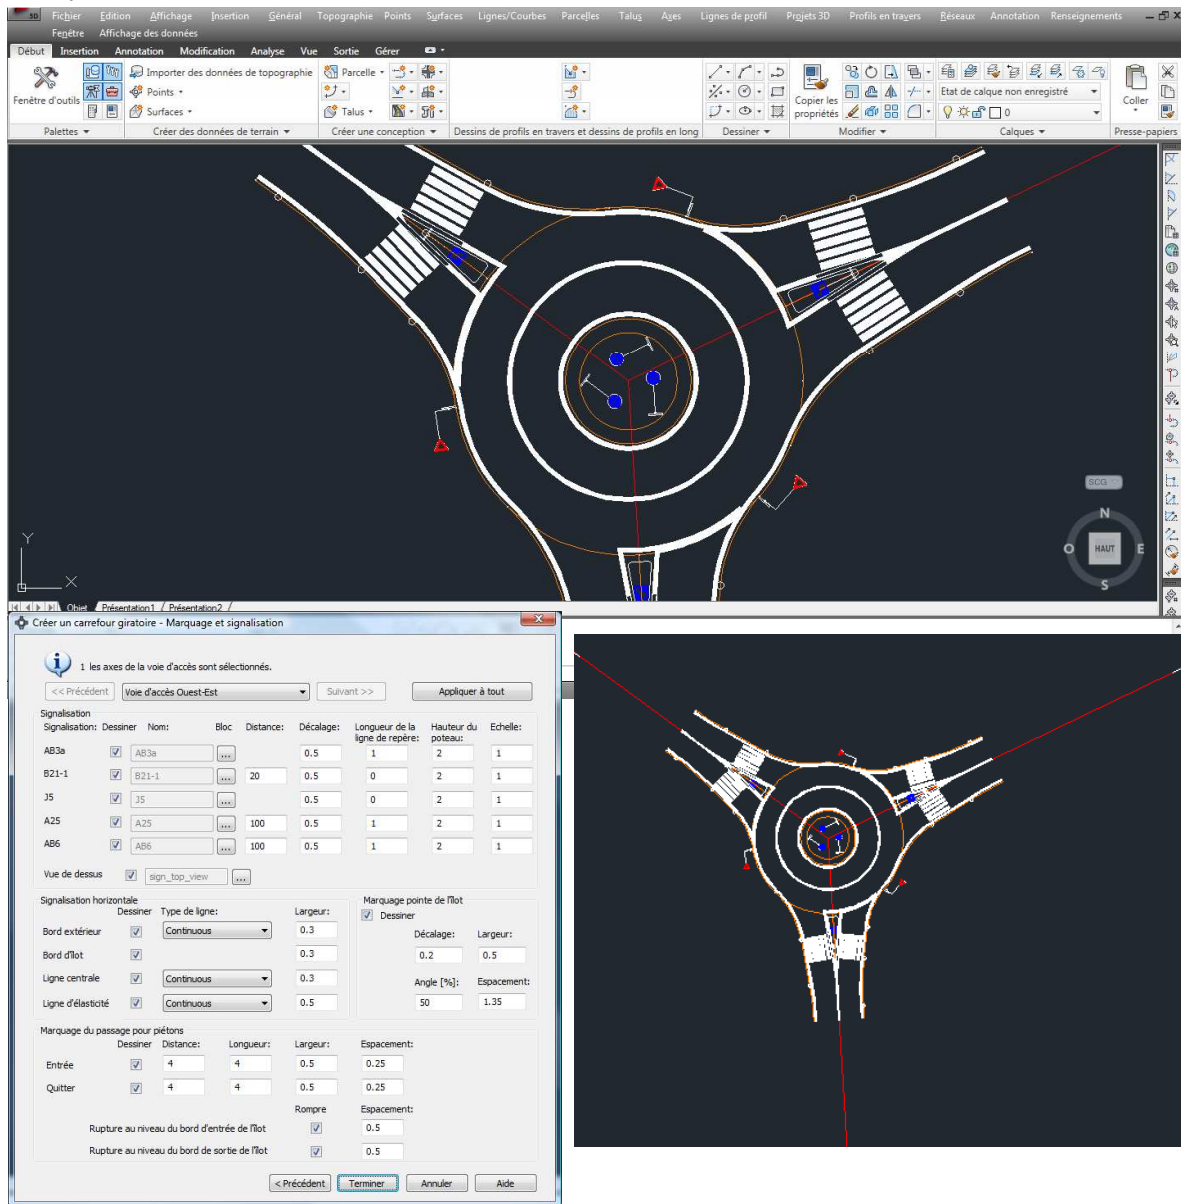 3D Fichier Edition Affichage Insertion Général Topographie Points Surfaces Lignes/Courbes Parcelles Talus Axes Lignes de profil Projets 3D Profils en travers Réseaux Annotation Renseignements
Fenêtre Affichage des données
Début Insertion Annotation Modification Analyse Vue Sortie Gérer
Fenêtre d'outils
Importer des données de topographie
Points
Surfaces
Parcelle
Talus
Copier les propriétés
Etat de calque non enregistré
0
Coller
Palettes Créer des données de terrain Créer une conception Dessins de profils en travers et dessins de profils en long Dessiner Modifier Calques Presse-papiers
SCG
N
O HAUT E
S
Y
X
Objet Présentation1 Présentation2
Créer un carrefour giratoire - Marquage et signalisation
1 les axes de la voie d'accès sont sélectionnés.
<< Précédent Voie d'accès Ouest-Est Suivant >> Appliquer à tout
Signalisation
Signalisation: Dessiner Nom: Bloc Distance: Décalage: Longueur de la ligne de repère: Hauteur du poteau: Echelle:
AB3a AB3a ... 0.5 1 2 1
B21-1 B21-1 ... 20 0.5 0 2 1
J5 J5 ... 0.5 0 2 1
A25 A25 ... 100 0.5 1 2 1
AB6 AB6 ... 100 0.5 1 2 1
Vue de dessus sign_top_view ...
Signalisation horizontale
Dessiner Type de ligne: Largeur:
Bord extérieur Continuous 0.3
Bord d'îlot 0.3
Ligne centrale Continuous 0.3
Ligne d'élasticité Continuous 0.5
Marquage pointe de l'îlot
Dessiner
Décalage: Largeur:
0.2 0.5
Angle [%]: Espacement:
50 1.35
Marquage du passage pour piétons
Dessiner Distance: Longueur: Largeur: Espacement:
Entrée 4 4 0.5 0.25
Quitter 4 4 0.5 0.25
Rompre Espacement:
Rupture au niveau du bord d'entrée de l'îlot 0.5
Rupture au niveau du bord de sortie de l'îlot 0.5
< Précédent Terminer Annuler Aide